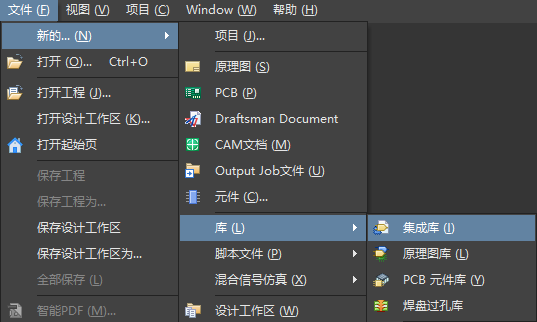 文件 (F) 视图 (V) 项目 (C) Window (W) 帮助 (H)
新的... (N)
打开 (O)... Ctrl+O
打开工程 (J)...
打开设计工作区 (K)...
打开起始页
保存工程
保存工程为...
保存设计工作区
保存设计工作区为...
全部保存 (L)
智能PDF (M)...
项目 (J)...
原理图 (S)
PCB (P)
Draftsman Document
CAM文档 (M)
Output Job文件 (U)
元件 (C)...
库 (L)
脚本文件 (P)
混合信号仿真 (X)
设计工作区 (W)
集成库 (I)
原理图库 (L)
PCB 元件库 (Y)
焊盘过孔库